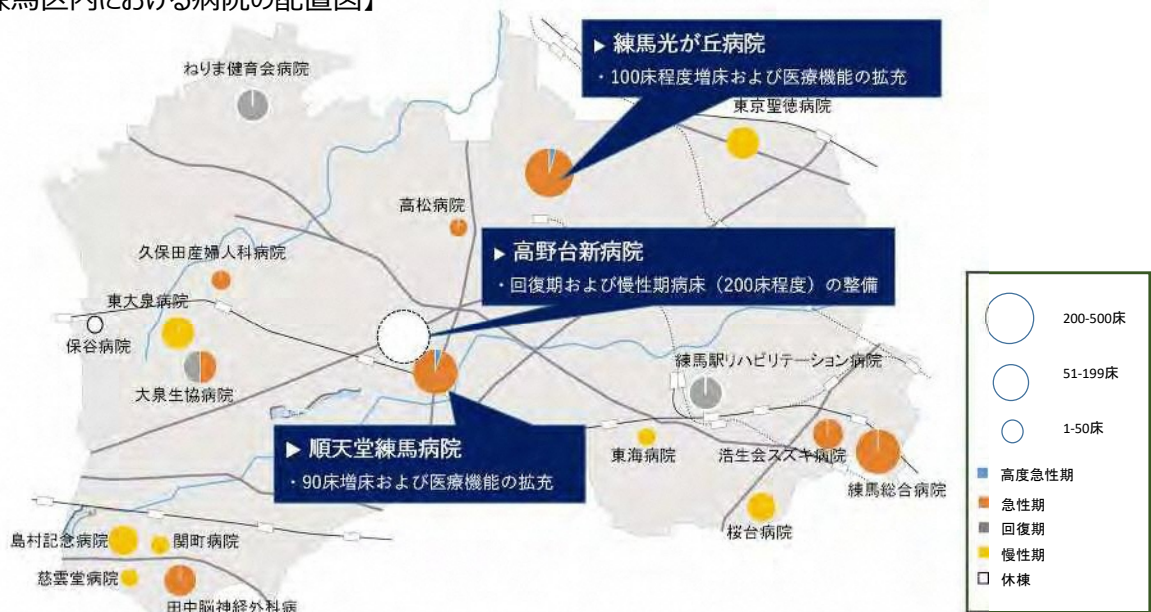 練馬区内における病院の配置図】
▶ 練馬光が丘病院
・100床程度増床および医療機能の拡充
ねりま健育会病院
東京聖徳病院
高松病院
▶ 高野台新病院
・回復期および慢性期病床（200床程度）の整備
久保田産婦人科病院
東大泉病院
保谷病院
大泉生協病院
練馬駅リハビリテーション病院
▶ 順天堂練馬病院
・90床増床および医療機能の拡充
東海病院
浩生会スズキ病院
練馬総合病院
桜台病院
島村記念病院
関町病院
慈雲堂病院
田中脳神経外科病
200-500床
51-199床
1-50床
高度急性期
急性期
回復期
慢性期
休棟